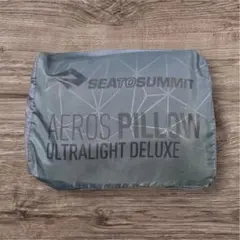 SEATOSUMMIT
AEROS PILLOW
ULTRALIGHT DELUXE